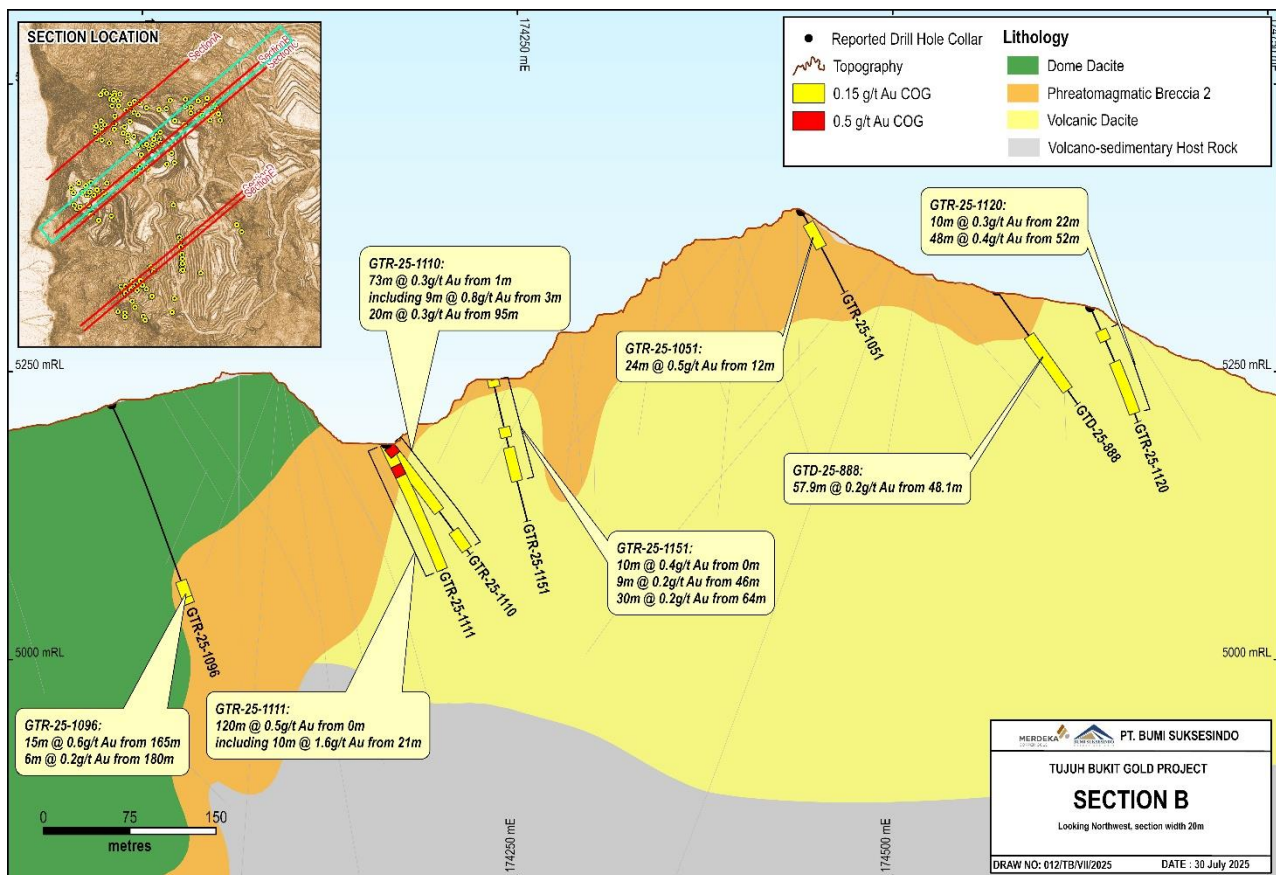 SECTION LOCATION
SectionA
SectionB
SectionC
SectionE
174250 mE
Reported Drill Hole Collar
Topography
0.15 g/t Au COG
0.5 g/t Au COG
Lithology
Dome Dacite
Phreatomagmatic Breccia 2
Volcanic Dacite
Volcano-sedimentary Host Rock
GTR-25-1120:
10m @ 0.3g/t Au from 22m
48m @ 0.4g/t Au from 52m
GTR-25-1110:
73m @ 0.3g/t Au from 1m
including 9m @ 0.8g/t Au from 3m
20m @ 0.3g/t Au from 95m
GTR-25-1051:
24m @ 0.5g/t Au from 12m
GTR-25-1051
5250 mRL
5250 mRL
GTD-25-888:
57.9m @ 0.2g/t Au from 48.1m
GTD-25-888
GTR-25-1120
GTR-25-1151:
10m @ 0.4g/t Au from 0m
9m @ 0.2g/t Au from 46m
30m @ 0.2g/t Au from 64m
GTR-25-1151
GTR-25-1110
GTR-25-1111
GTR-25-1096
5000 mRL
5000 mRL
GTR-25-1096:
15m @ 0.6g/t Au from 165m
6m @ 0.2g/t Au from 180m
GTR-25-1111:
120m @ 0.5g/t Au from 0m
including 10m @ 1.6g/t Au from 21m
0 75 150
metres
174250 mE
174500 mE
MERDEKA
BUMI SUKSESINDO
PT. BUMI SUKSESINDO
TUJUH BUKIT GOLD PROJECT
SECTION B
Looking Northwest, section width 20m
DRAW NO: 012/TB/VII/2025 DATE : 30 July 2025